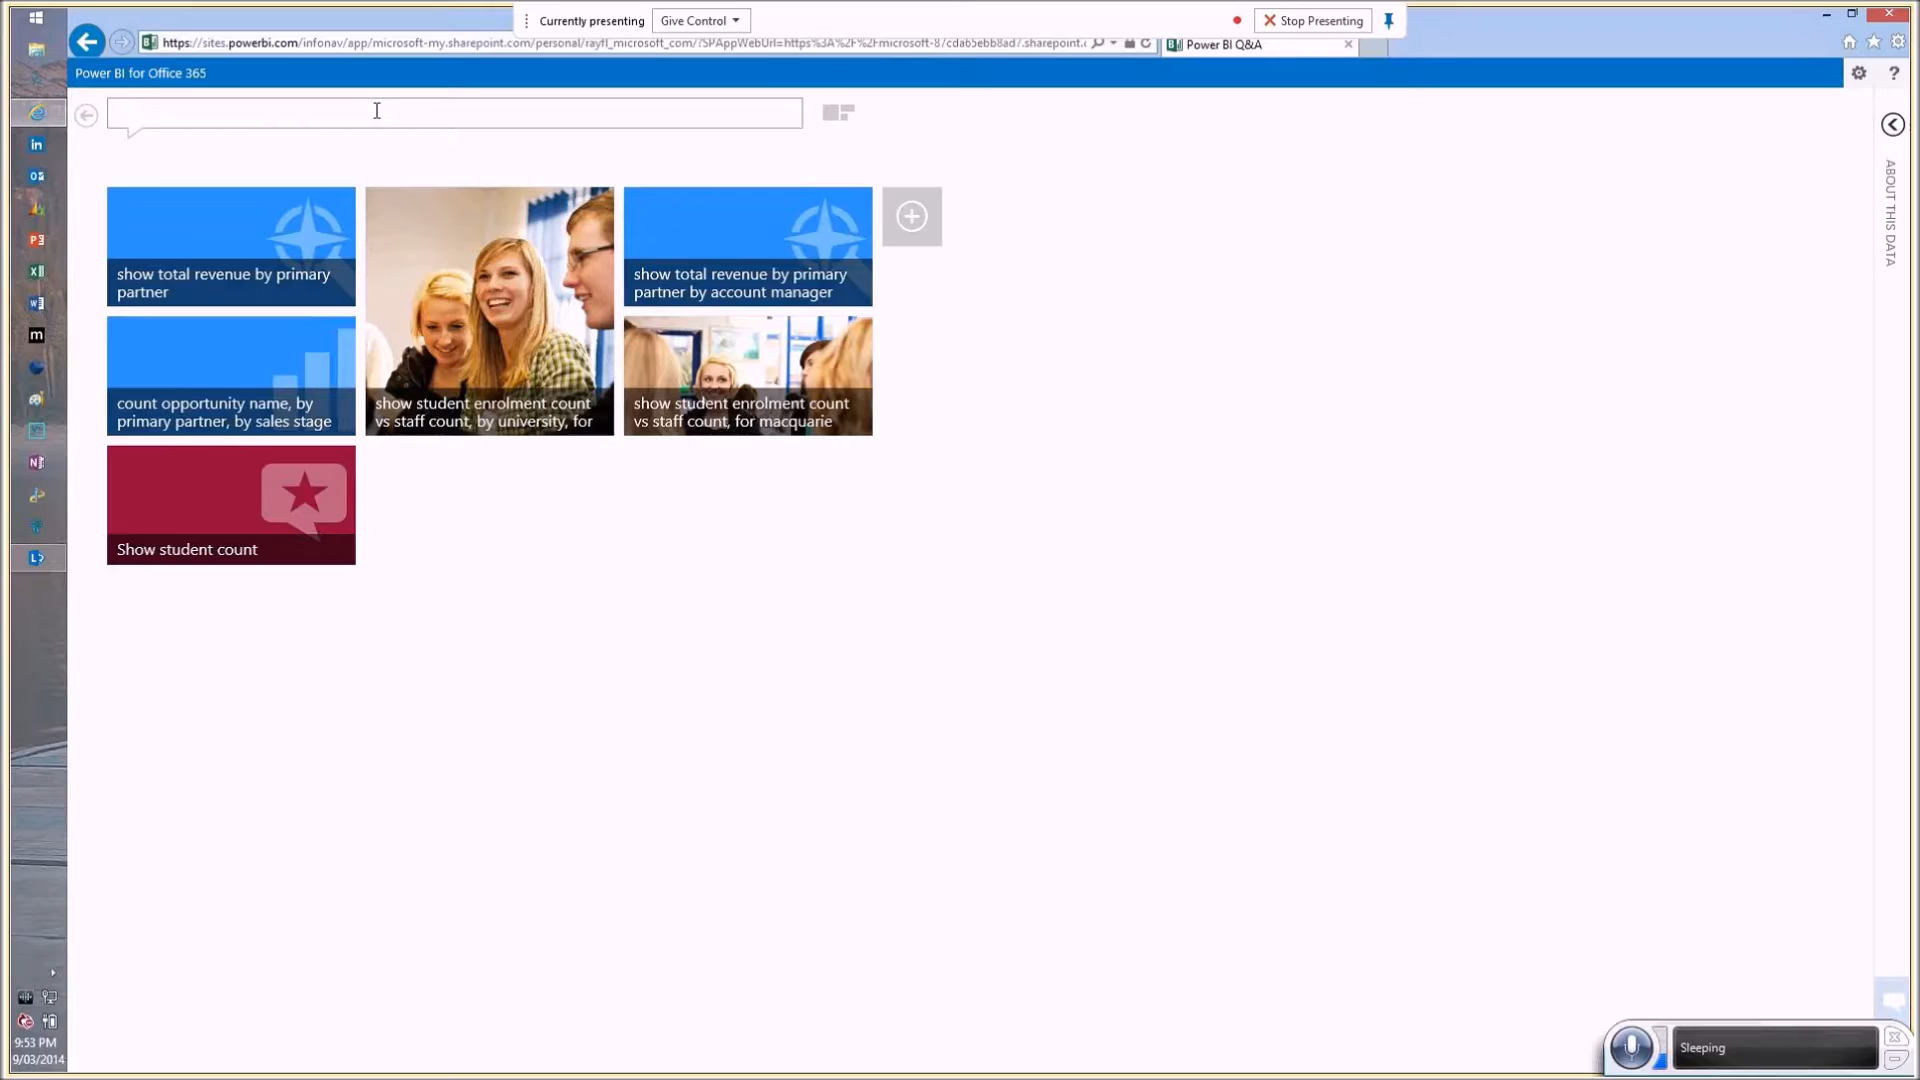 Currently presenting
Give Control
Stop Presenting
https://sites.powerbi.com/infonav/app/microsoft-my.sharepoint.com/personal/rayfl_microsoft_com/?SPAppWebUrl=https%3A%2F%2Fmicrosoft-87cda65ebb8ad7.sharepoint.c
Power BI Q&A
Power BI for Office 365
?
ABOUT THIS DATA
show total revenue by primary
partner
show total revenue by primary
partner by account manager
count opportunity name, by
primary partner, by sales stage
show student enrolment count
vs staff count, by university, for
show student enrolment count
vs staff count, for macquarie
Show student count
9:53 PM
9/03/2014
Sleeping